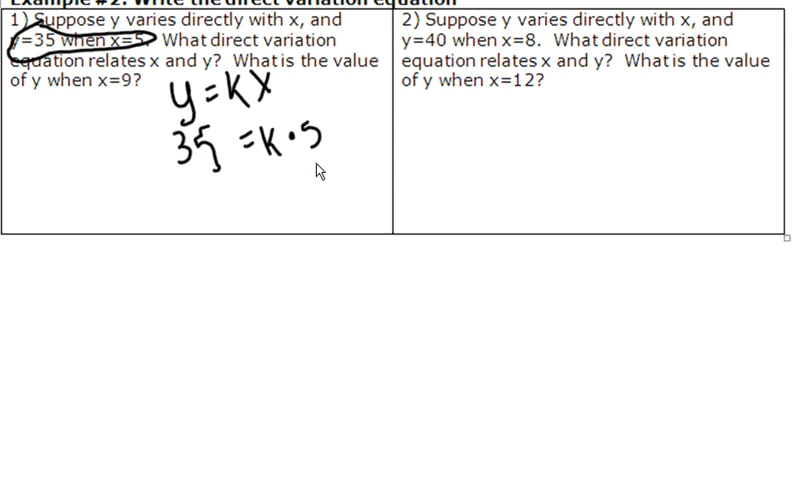 Example #2: Write the direct variation equation
1) Suppose y varies directly with x, and
y=35 when x=5. What direct variation
equation relates x and y? What is the value
of y when x=9?
y=KX
35=K·5
2) Suppose y varies directly with x, and
y=40 when x=8. What direct variation
equation relates x and y? What is the value
of y when x=12?